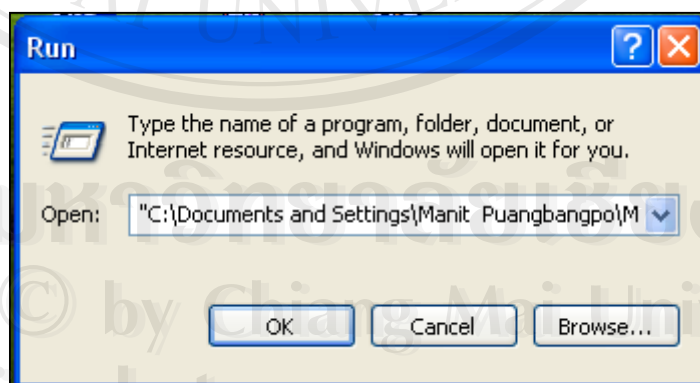 UNIVE
Run
Type the name of a program, folder, document, or
Internet resource, and Windows will open it for you.
Open: "C:\Documents and Settings\Manit Puangbangpo\M
© by Chiang Mai Uni
OK Cancel Browse...